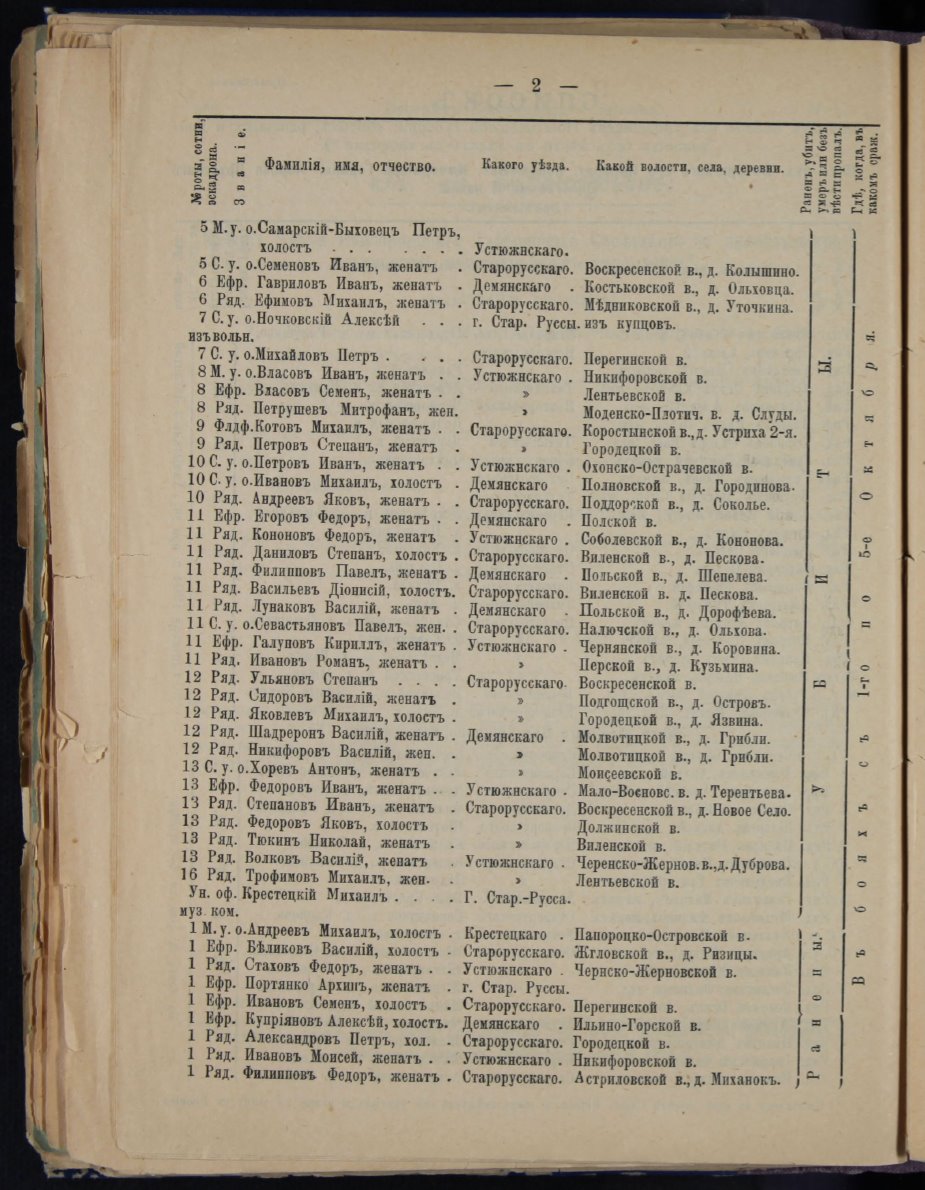 — 2 —
№ роты, сотни, эскадрона. Званіе. Фамилія, имя, отчество. Какого уѣзда. Какой волости, села, деревни. Раненъ, убитъ, умеръ или безъ вѣсти пропалъ. Гдѣ, когда, въ какомъ сраж.
5 М. у. о. Самарскій-Быховецъ Петръ,
холостъ . . . . . . . Устюжнскаго.
5 С. у. о. Семеновъ Иванъ, женатъ . Старорусскаго. Воскресенской в., д. Колышино.
6 Ефр. Гавриловъ Иванъ, женатъ . Демянскаго . Костьковской в., д. Ольховца.
6 Ряд. Ефимовъ Михаилъ, женатъ . Старорусскаго. Мѣдниковской в., д. Уточкина.
7 С. у. о. Ночковскій Алексѣй . . . г. Стар. Руссы. изъ купцовъ.
изъ вольн.
7 С. у. о. Михайловъ Петръ . . . . Старорусскаго. Перегинской в.
8 М. у. о. Власовъ Иванъ, женатъ . . Устюжнскаго . Никифоровской в.
8 Ефр. Власовъ Семенъ, женатъ . . » Лентьевской в.
8 Ряд. Петрушевъ Митрофанъ, жен. » Моденско-Плотич. в. д. Слуды.
9 Флдф. Котовъ Михаилъ, женатъ . . Старорусскаго. Коростынской в., д. Устриха 2-я.
9 Ряд. Петровъ Степанъ, женатъ . » Городецкой в.
10 С. у. о. Петровъ Иванъ, женатъ . . Устюжнскаго . Охонско-Острачевской в.
10 С. у. о. Ивановъ Михаилъ, холостъ . Демянскаго Полновской в., д. Городинова.
10 Ряд. Андреевъ Яковъ, женатъ . . Старорусскаго. Поддорской в., д. Соколье.
11 Ефр. Егоровъ Федоръ, женатъ . . Демянскаго . Полской в.
11 Ряд. Кононовъ Федоръ, женатъ . Устюжнскаго . Соболевской в., д. Кононова.
11 Ряд. Даниловъ Степанъ, холостъ . Старорусскаго. Виленской в., д. Пескова.
11 Ряд. Филипповъ Павелъ, женатъ . Демянскаго . Польской в., д. Шепелева.
11 Ряд. Васильевъ Діонисій, холостъ. Старорусскаго. Виленской в. д. Пескова.
11 Ряд. Лунаковъ Василій, женатъ . Демянскаго . Польской в., д. Дорофѣева.
11 С. у. о. Севастьяновъ Павелъ, жен. . Старорусскаго. Налючской в., д. Ольхова.
11 Ефр. Галуновъ Кириллъ, женатъ . Устюжнскаго . Чернянской в., д. Коровина.
11 Ряд. Ивановъ Романъ, женатъ . . » Перской в., д. Кузьмина.
12 Ряд. Ульяновъ Степанъ . . . . Старорусскаго. Воскресенской в.
12 Ряд. Сидоровъ Василій, женатъ . » Подгощской в., д. Островъ.
12 Ряд. Яковлевъ Михаилъ, холостъ . » Городецкой в., д. Язвина.
12 Ряд. Шадреронъ Василій, женатъ . Демянскаго . Молвотицкой в., д. Грибли.
12 Ряд. Никифоровъ Василій, жен. . » Молвотицкой в., д. Грибли.
13 С. у. о. Хоревъ Антонъ, женатъ . . » Моисеевской в.
13 Ефр. Федоровъ Иванъ, женатъ . . Устюжнскаго . Мало-Восновс. в. д. Терентьева.
13 Ряд. Степановъ Иванъ, женатъ . Старорусскаго. Воскресенской в., д. Новое Село.
13 Ряд. Федоровъ Яковъ, холостъ . » Должинской в.
13 Ряд. Тюкинъ Николай, женатъ . » Виленской в.
13 Ряд. Волковъ Василій, женатъ . Устюжнскаго . Черенско-Жернов. в., д. Дуброва.
16 Ряд. Трофимовъ Михаилъ, жен. . » Лентьевской в.
Ун. оф. Крестецкій Михаилъ . . . . Г. Стар.-Русса.
муз. ком.
У Б И Т Ы.
1 М. у. о. Андреевъ Михаилъ, холостъ . Крестецкаго . Папороцко-Островской в.
1 Ефр. Бѣликовъ Василій, холостъ . Старорусскаго. Жгловской в., д. Рязицы.
1 Ряд. Стаховъ Федоръ, женатъ . . Устюжнскаго . Чернско-Жерновской в.
1 Ефр. Портянко Архипъ, женатъ . г. Стар. Руссы.
1 Ефр. Ивановъ Семенъ, холостъ . Старорусскаго. Перегинской в.
1 Ефр. Купріяновъ Алексѣй, холостъ. Демянскаго . Ильино-Горской в.
1 Ряд. Александровъ Петръ, хол. . Старорусскаго. Городецкой в.
1 Ряд. Ивановъ Моисей, женатъ . . Устюжнскаго . Никифоровской в.
1 Ряд. Филипповъ Федоръ, женатъ . Старорусскаго. Астриловской в., д. Миханокъ.
Ранены.
Въ бояхъ съ 1-го по 5-е Октября.